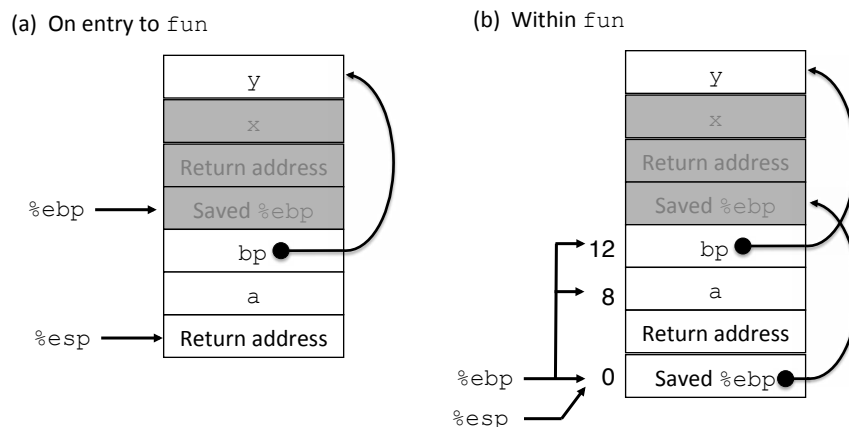 (a) On entry to fun
y
x
Return address
%ebp
Saved %ebp
bp
a
%esp
Return address
(b) Within fun
y
x
Return address
Saved %ebp
12
bp
8
a
Return address
%ebp
0
Saved %ebp
%esp